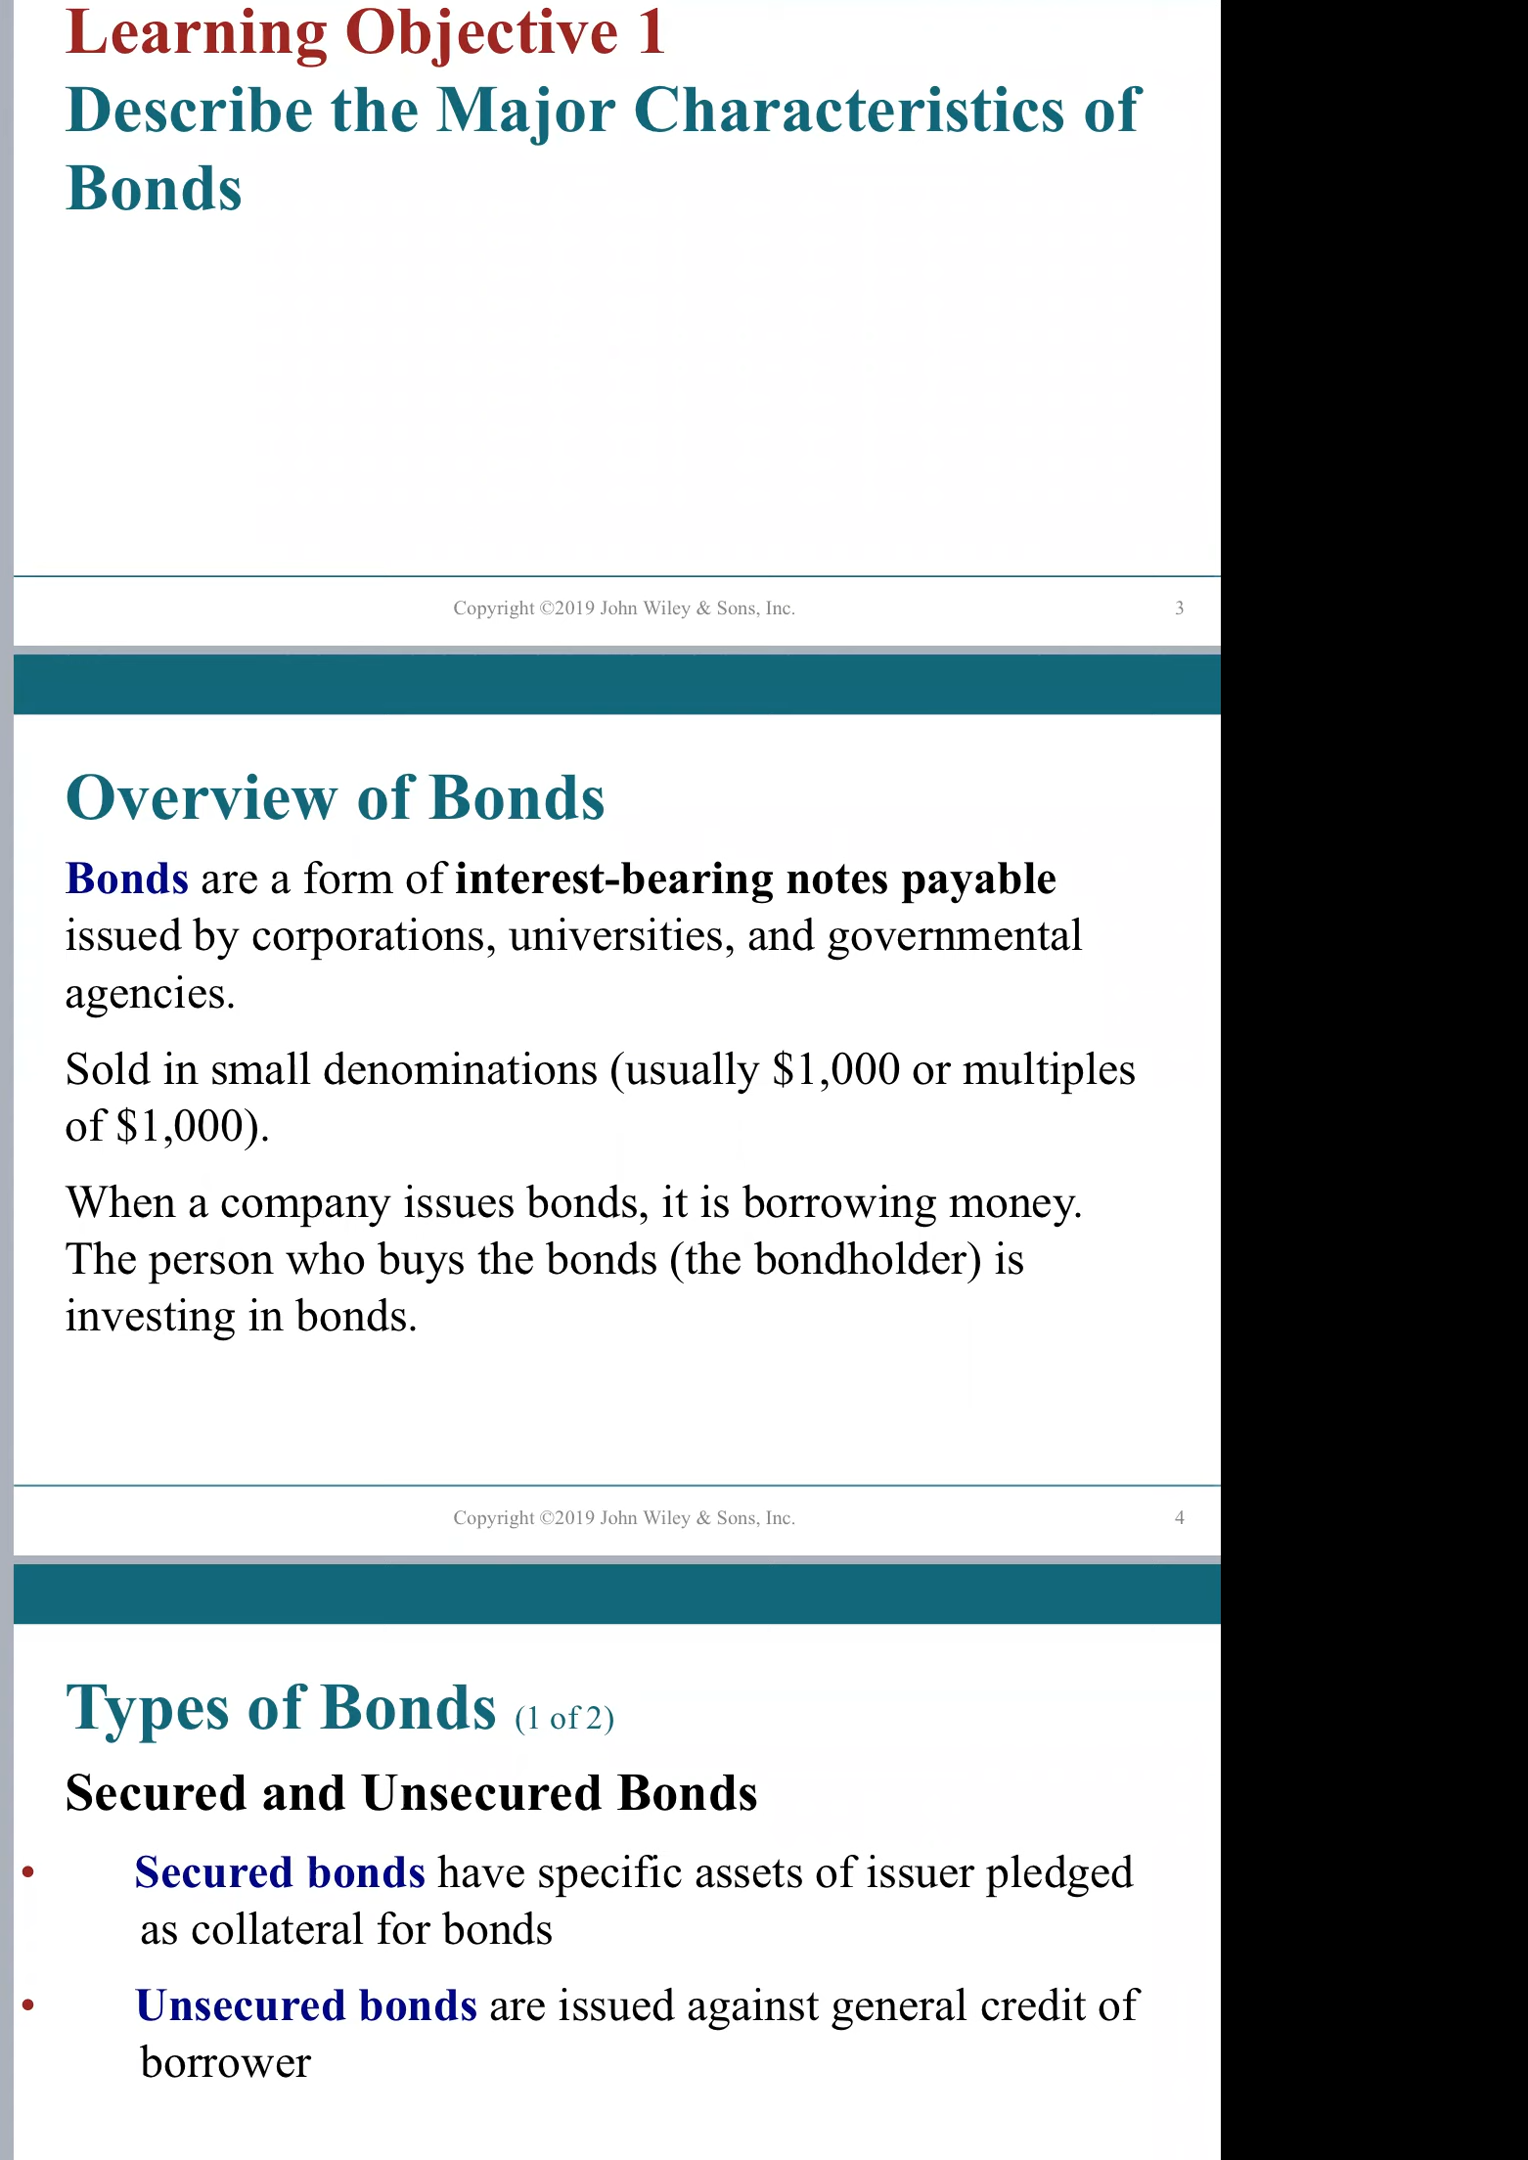 Learning Objective 1
Describe the Major Characteristics of
Bonds
Copyright ©2019 John Wiley & Sons, Inc.
3
Overview of Bonds
Bonds are a form of interest-bearing notes payable
issued by corporations, universities, and governmental
agencies.
Sold in small denominations (usually $1,000 or multiples
of $1,000).
When a company issues bonds, it is borrowing money.
The person who buys the bonds (the bondholder) is
investing in bonds.
Copyright ©2019 John Wiley & Sons, Inc.
4
Types of Bonds (1 of 2)
Secured and Unsecured Bonds
• Secured bonds have specific assets of issuer pledged
as collateral for bonds
• Unsecured bonds are issued against general credit of
borrower